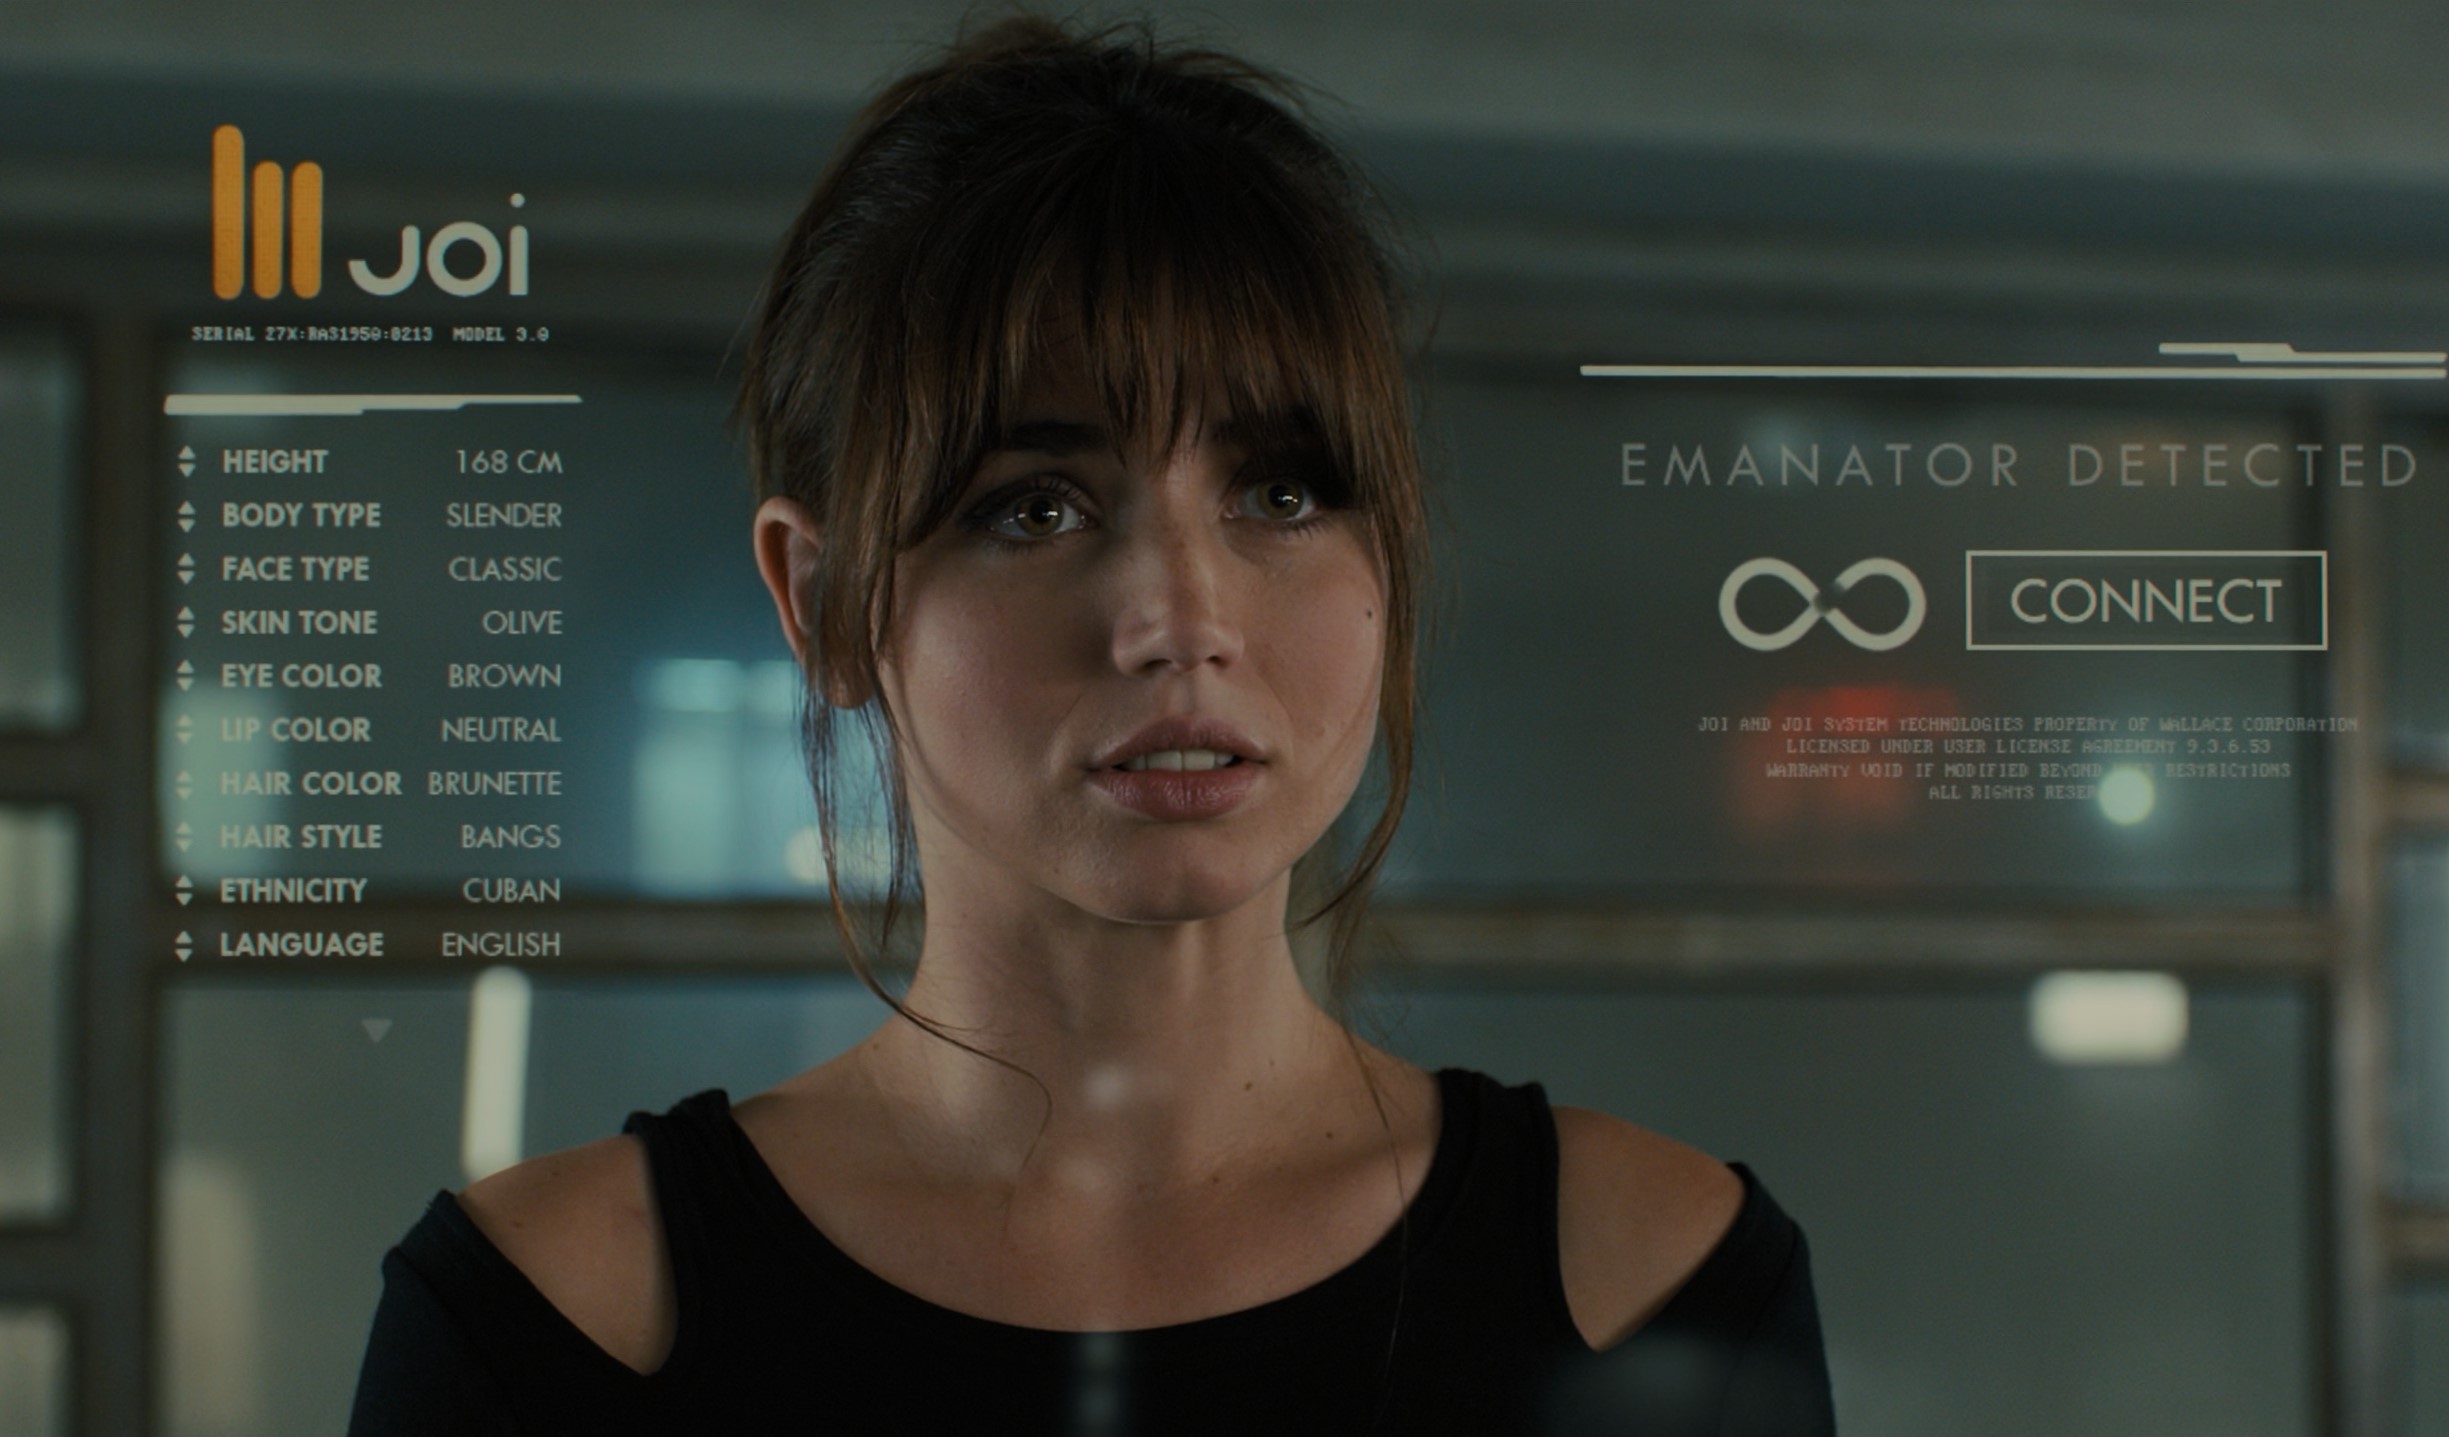 JOI
SERIAL Z7X:RAS1950:0213 MODEL 3.0
HEIGHT 168 CM
BODY TYPE SLENDER
FACE TYPE CLASSIC
SKIN TONE OLIVE
EYE COLOR BROWN
LIP COLOR NEUTRAL
HAIR COLOR BRUNETTE
HAIR STYLE BANGS
ETHNICITY CUBAN
LANGUAGE ENGLISH
EMANATOR DETECTED
CONNECT
JOI AND JOI SYSTEM TECHNOLOGIES PROPERTY OF WALLACE CORPORATION
LICENSED UNDER USER LICENSE AGREEMENT 9.3.6.53
WARRANTY VOID IF MODIFIED BEYOND RESTRICTIONS
ALL RIGHTS